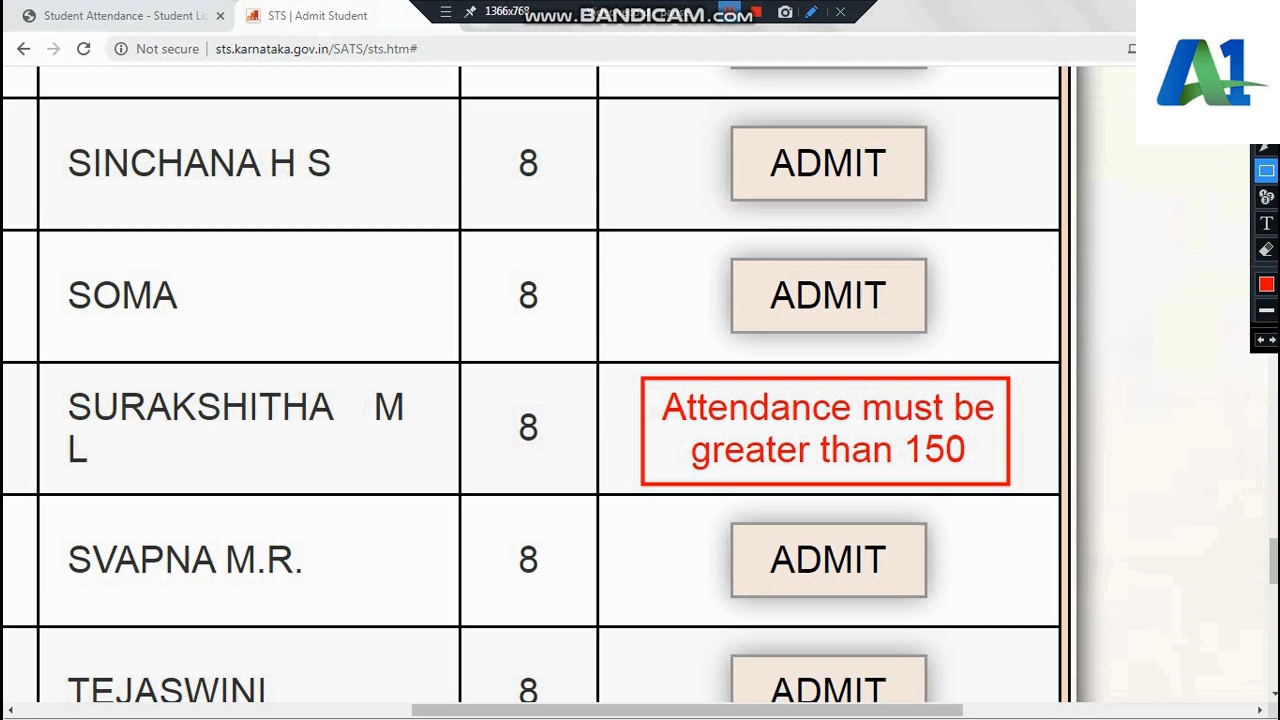 Student Attendance - Student Li
STS | Admit Student
1366x768
WWW.BANDICAM.COM
Not secure
sts.karnataka.gov.in/SATS/sts.htm#
A1
SINCHANA H S 8 ADMIT
SOMA 8 ADMIT
SURAKSHITHA M
L
8
Attendance must be
greater than 150
SVAPNA M.R. 8 ADMIT
TEJASWINI 8 ADMIT
T